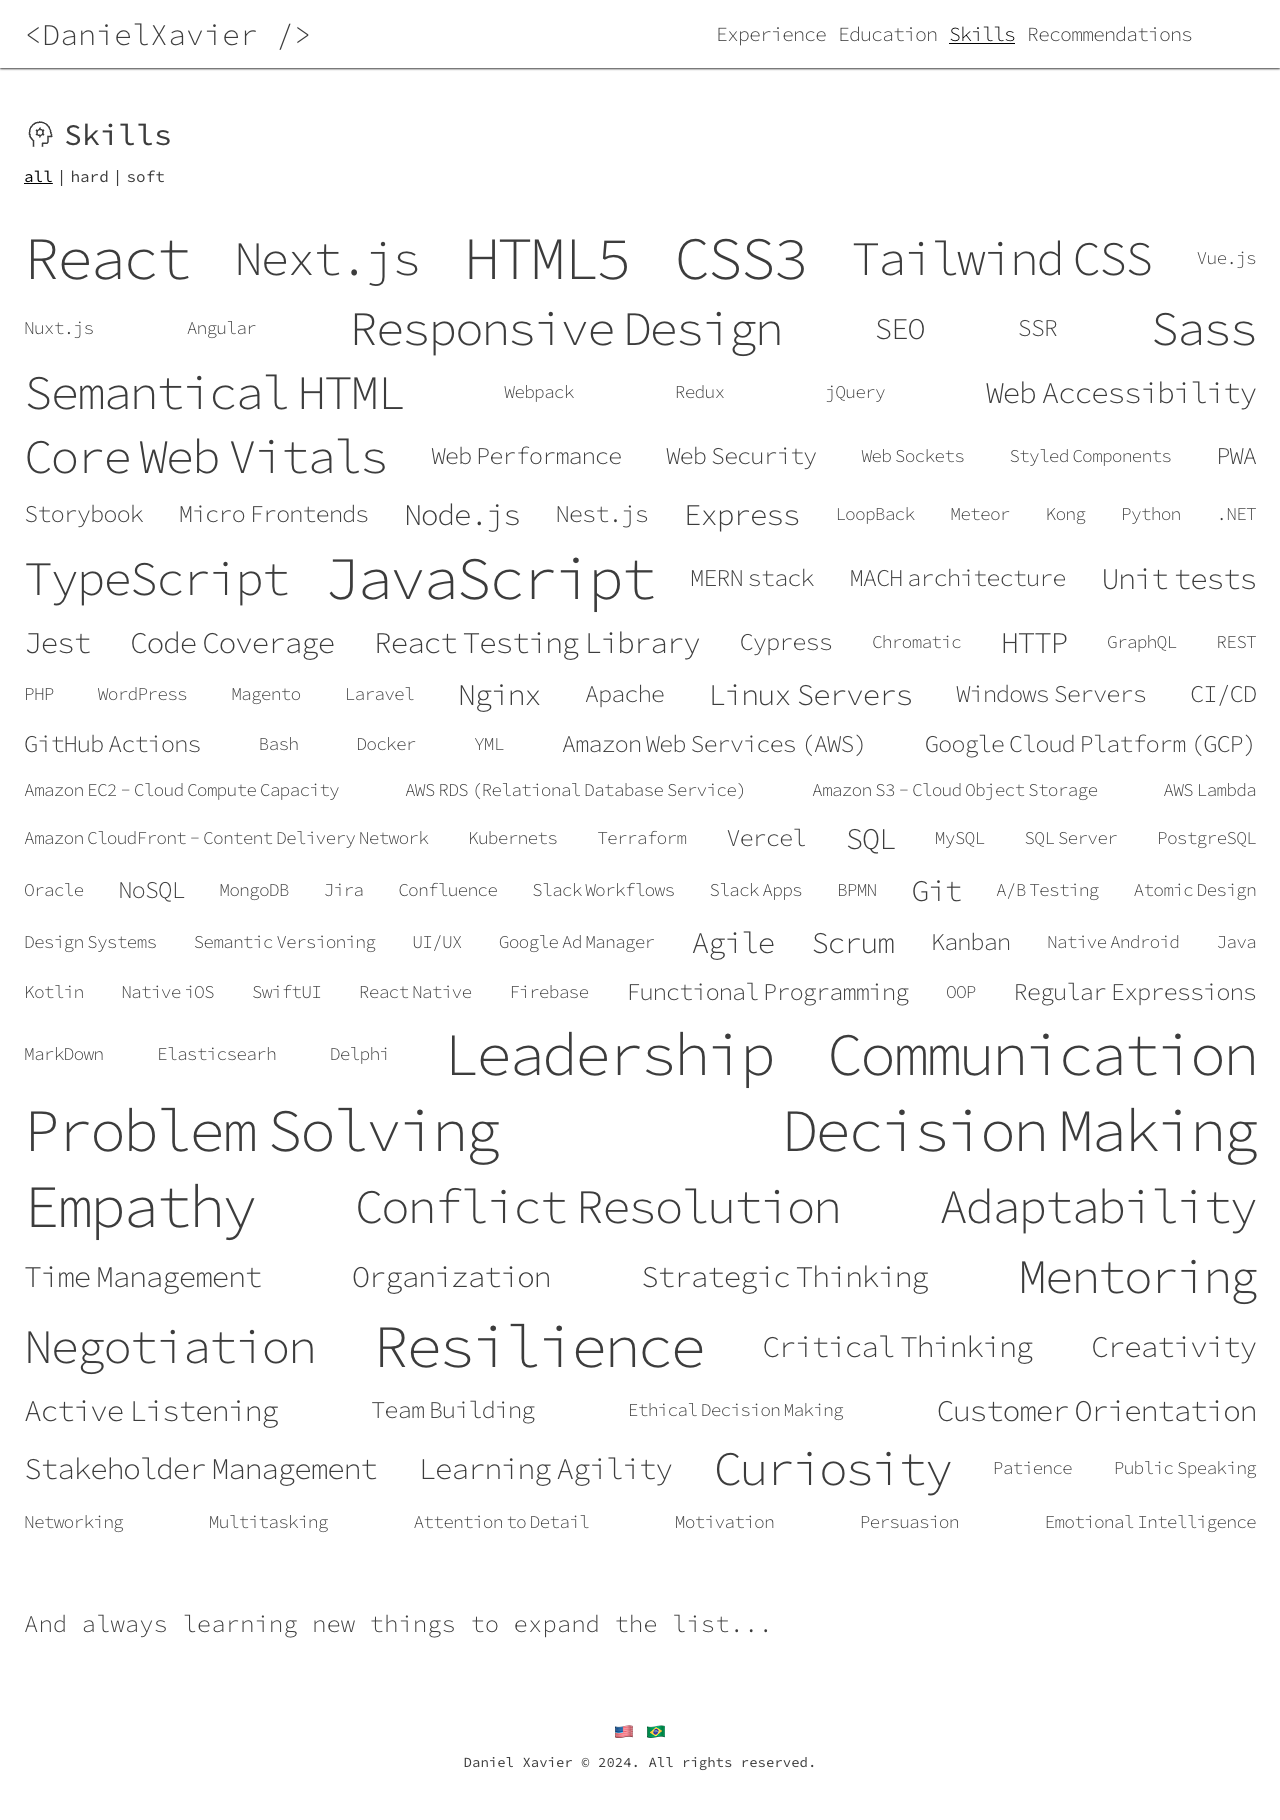 <DanielXavier />
Experience Education Skills Recommendations
Skills
all | hard | soft
React Next.js HTML5 CSS3 Tailwind CSS Vue.js
Nuxt.js Angular Responsive Design SEO SSR Sass
Semantical HTML Webpack Redux jQuery Web Accessibility
Core Web Vitals Web Performance Web Security Web Sockets Styled Components PWA
Storybook Micro Frontends Node.js Nest.js Express LoopBack Meteor Kong Python .NET
TypeScript JavaScript MERN stack MACH architecture Unit tests
Jest Code Coverage React Testing Library Cypress Chromatic HTTP GraphQL REST
PHP WordPress Magento Laravel Nginx Apache Linux Servers Windows Servers CI/CD
GitHub Actions Bash Docker YML Amazon Web Services (AWS) Google Cloud Platform (GCP)
Amazon EC2 - Cloud Compute Capacity AWS RDS (Relational Database Service) Amazon S3 - Cloud Object Storage AWS Lambda
Amazon CloudFront - Content Delivery Network Kubernets Terraform Vercel SQL MySQL SQL Server PostgreSQL
Oracle NoSQL MongoDB Jira Confluence Slack Workflows Slack Apps BPMN Git A/B Testing Atomic Design
Design Systems Semantic Versioning UI/UX Google Ad Manager Agile Scrum Kanban Native Android Java
Kotlin Native iOS SwiftUI React Native Firebase Functional Programming OOP Regular Expressions
MarkDown Elasticsearh Delphi Leadership Communication
Problem Solving Decision Making
Empathy Conflict Resolution Adaptability
Time Management Organization Strategic Thinking Mentoring
Negotiation Resilience Critical Thinking Creativity
Active Listening Team Building Ethical Decision Making Customer Orientation
Stakeholder Management Learning Agility Curiosity Patience Public Speaking
Networking Multitasking Attention to Detail Motivation Persuasion Emotional Intelligence
And always learning new things to expand the list...
Daniel Xavier © 2024. All rights reserved.